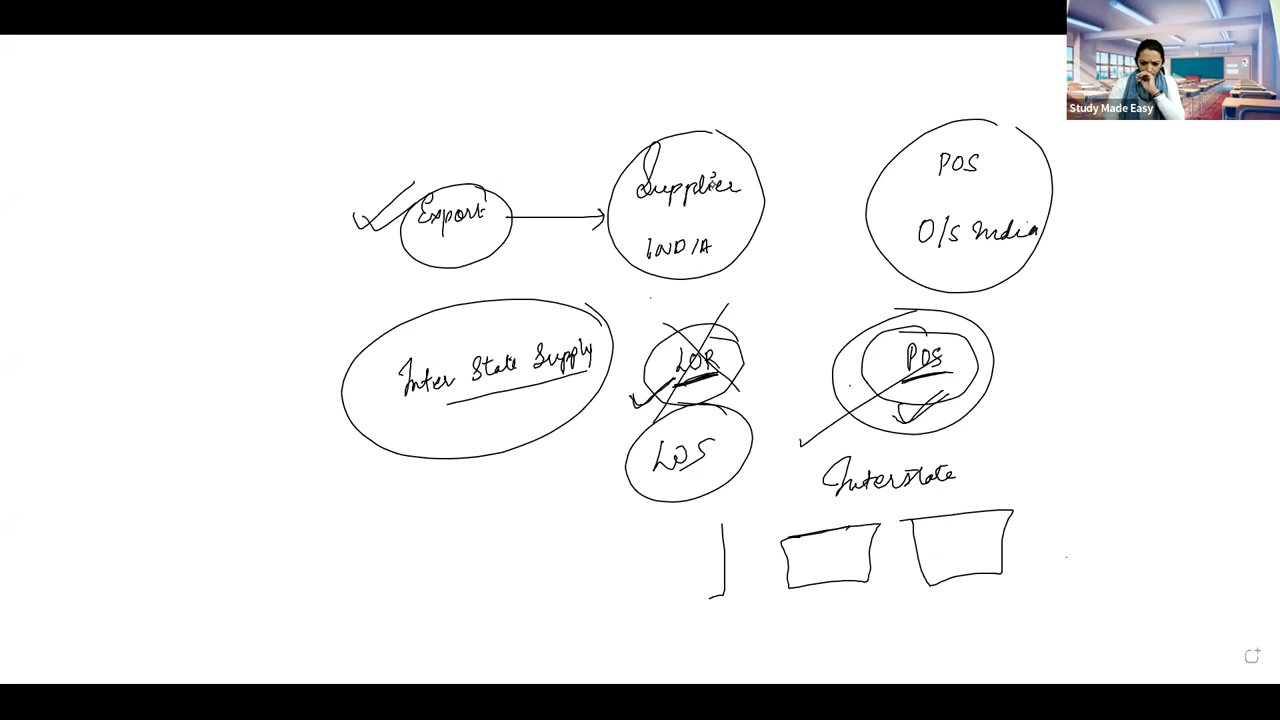 Study Made Easy
POS
Export
Supplier
INDIA
O/S India
Inter State Supply
LOR
POS
LOS
Interstate